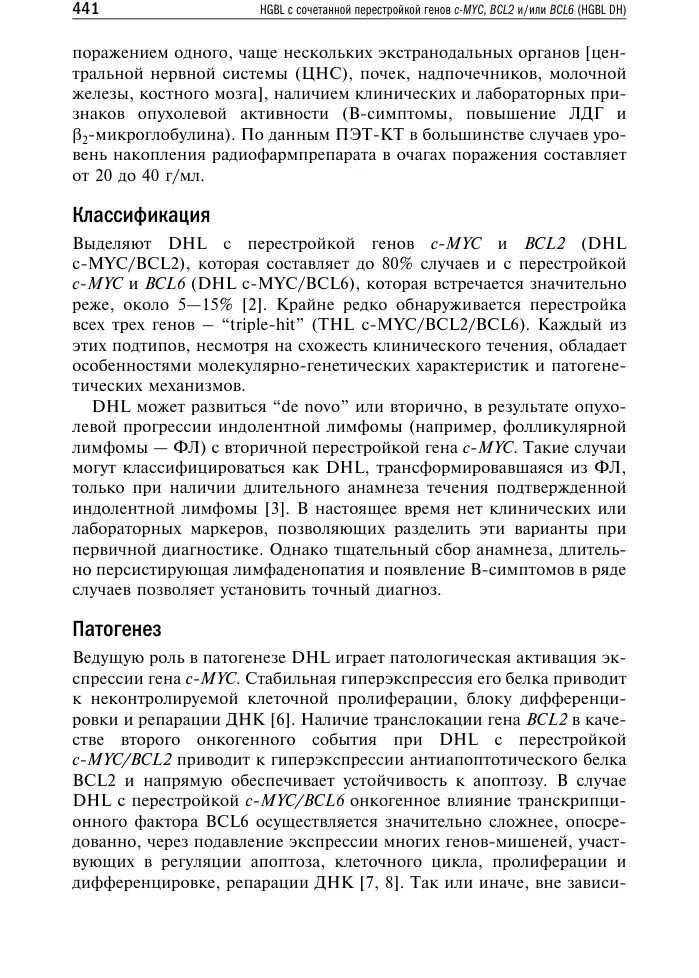 441 HGBL с сочетанной перестройкой генов c-MYC, BCL2 и/или BCL6 (HGBL DH)
поражением одного, чаще нескольких экстранодальных органов [цен-
тральной нервной системы (ЦНС), почек, надпочечников, молочной
железы, костного мозга], наличием клинических и лабораторных при-
знаков опухолевой активности (В-симптомы, повышение ЛДГ и
β₂-микроглобулина). По данным ПЭТ-КТ в большинстве случаев уро-
вень накопления радиофармпрепарата в очагах поражения составляет
от 20 до 40 г/мл.
Классификация
Выделяют DHL с перестройкой генов c-MYC и BCL2 (DHL
c-MYC/BCL2), которая составляет до 80% случаев и с перестройкой
c-MYC и BCL6 (DHL c-MYC/BCL6), которая встречается значительно
реже, около 5—15% [2]. Крайне редко обнаруживается перестройка
всех трех генов – “triple-hit” (THL c-MYC/BCL2/BCL6). Каждый из
этих подтипов, несмотря на схожесть клинического течения, обладает
особенностями молекулярно-генетических характеристик и патогене-
тических механизмов.
DHL может развиться “de novo” или вторично, в результате опухо-
левой прогрессии индолентной лимфомы (например, фолликулярной
лимфомы — ФЛ) с вторичной перестройкой гена c-MYC. Такие случаи
могут классифицироваться как DHL, трансформировавшаяся из ФЛ,
только при наличии длительного анамнеза течения подтвержденной
индолентной лимфомы [3]. В настоящее время нет клинических или
лабораторных маркеров, позволяющих разделить эти варианты при
первичной диагностике. Однако тщательный сбор анамнеза, длитель-
но персистирующая лимфаденопатия и появление В-симптомов в ряде
случаев позволяет установить точный диагноз.
Патогенез
Ведущую роль в патогенезе DHL играет патологическая активация эк-
спрессии гена c-MYC. Стабильная гиперэкспрессия его белка приводит
к неконтролируемой клеточной пролиферации, блоку дифференци-
ровки и репарации ДНК [6]. Наличие транслокации гена BCL2 в каче-
стве второго онкогенного события при DHL с перестройкой
c-MYC/BCL2 приводит к гиперэкспрессии антиапоптотического белка
BCL2 и напрямую обеспечивает устойчивость к апоптозу. В случае
DHL с перестройкой c-MYC/BCL6 онкогенное влияние транскрипци-
онного фактора BCL6 осуществляется значительно сложнее, опосре-
дованно, через подавление экспрессии многих генов-мишеней, участ-
вующих в регуляции апоптоза, клеточного цикла, пролиферации и
дифференцировке, репарации ДНК [7, 8]. Так или иначе, вне зависи-